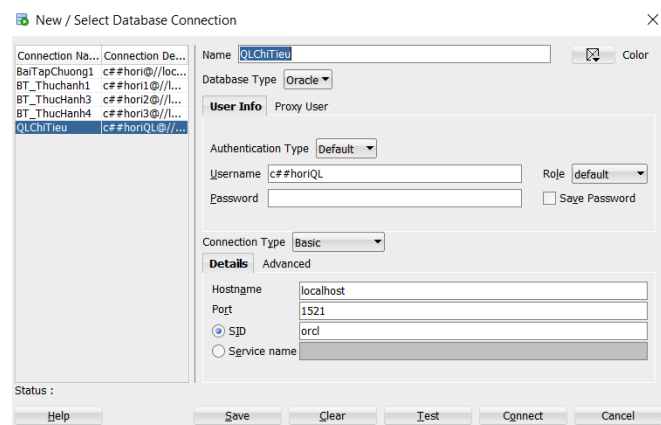 New / Select Database Connection
Connection Na... Connection De...
BaiTapChuong1 c##hori@//loc...
BT_Thuchanh1 c##hori1@//l...
BT_ThucHanh3 c##hori2@//l...
BT_ThucHanh4 c##hori3@//l...
QLChiTieu c##horiQL@//...
Name QLChiTieu Color
Database Type Oracle
User Info Proxy User
Authentication Type Default
Username c##horiQL Role default
Password Save Password
Connection Type Basic
Details Advanced
Hostname localhost
Port 1521
SID orcl
Service name
Status :
Help Save Clear Test Connect Cancel